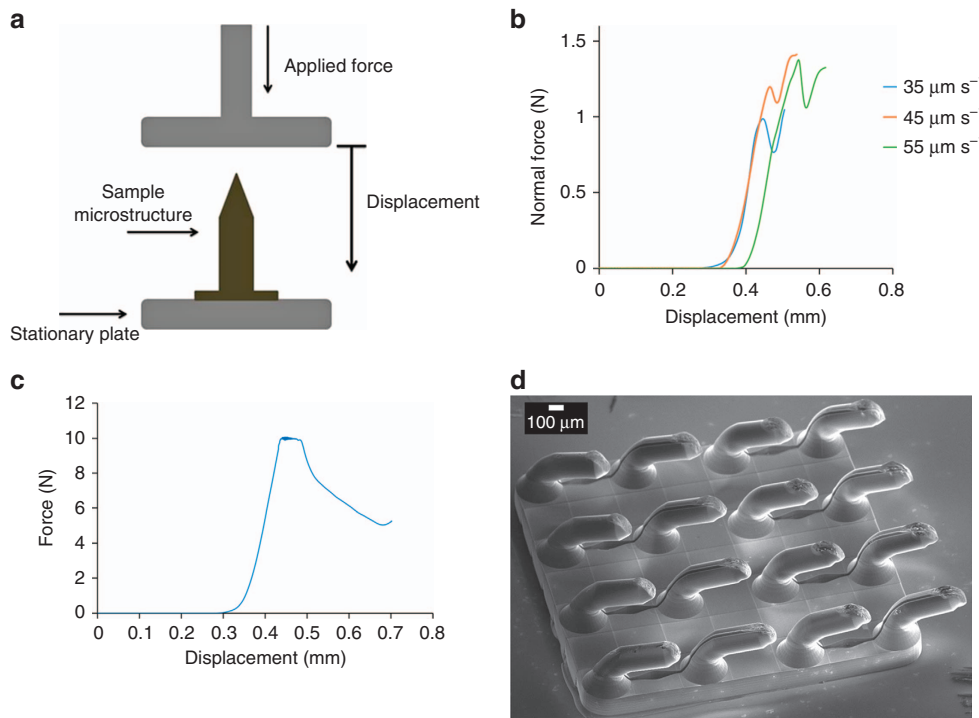 a
Applied force
Sample
microstructure
Displacement
Stationary plate
b
1.5
1
0.5
0
Normal force (N)
0
0.2
0.4
0.6
0.8
Displacement (mm)
35 μm s⁻
45 μm s⁻
55 μm s⁻
c
12
10
8
6
4
2
0
Force (N)
0
0.1
0.2
0.3
0.4
0.5
0.6
0.7
0.8
Displacement (mm)
d
100 μm